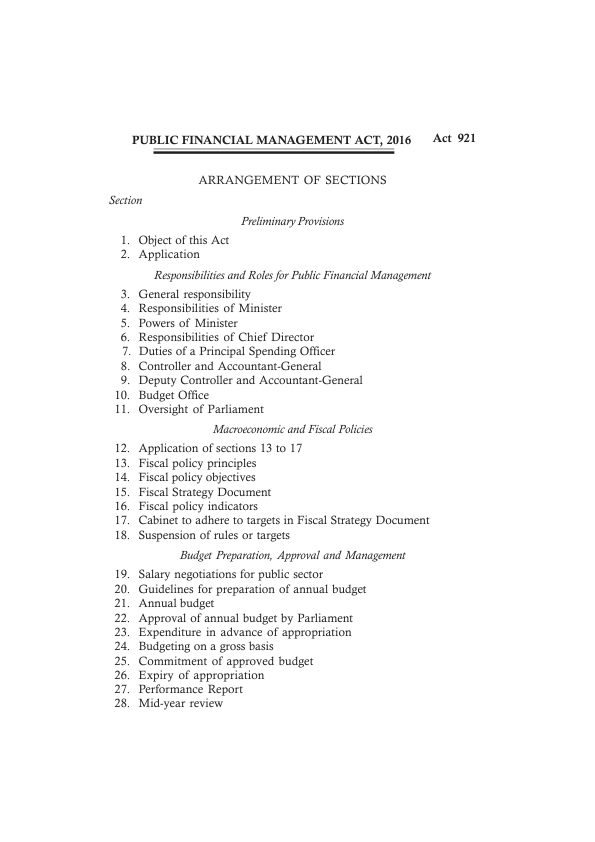 PUBLIC FINANCIAL MANAGEMENT ACT, 2016 Act 921
ARRANGEMENT OF SECTIONS
Section
Preliminary Provisions
1. Object of this Act
2. Application
Responsibilities and Roles for Public Financial Management
3. General responsibility
4. Responsibilities of Minister
5. Powers of Minister
6. Responsibilities of Chief Director
7. Duties of a Principal Spending Officer
8. Controller and Accountant-General
9. Deputy Controller and Accountant-General
10. Budget Office
11. Oversight of Parliament
Macroeconomic and Fiscal Policies
12. Application of sections 13 to 17
13. Fiscal policy principles
14. Fiscal policy objectives
15. Fiscal Strategy Document
16. Fiscal policy indicators
17. Cabinet to adhere to targets in Fiscal Strategy Document
18. Suspension of rules or targets
Budget Preparation, Approval and Management
19. Salary negotiations for public sector
20. Guidelines for preparation of annual budget
21. Annual budget
22. Approval of annual budget by Parliament
23. Expenditure in advance of appropriation
24. Budgeting on a gross basis
25. Commitment of approved budget
26. Expiry of appropriation
27. Performance Report
28. Mid-year review